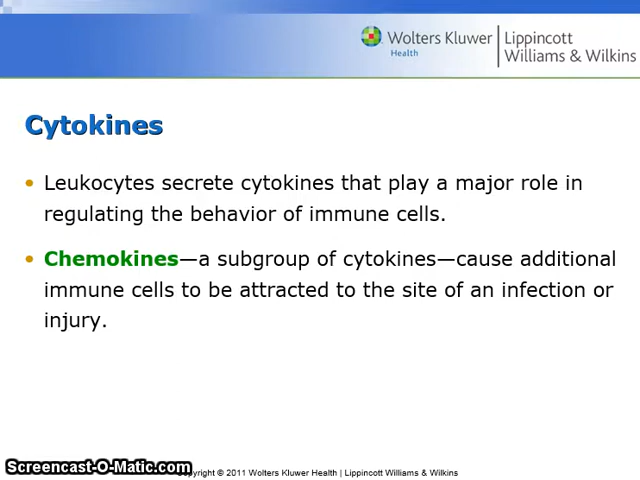 Wolters Kluwer
Health
Lippincott
Williams & Wilkins
Cytokines
• Leukocytes secrete cytokines that play a major role in
regulating the behavior of immune cells.
• Chemokines—a subgroup of cytokines—cause additional
immune cells to be attracted to the site of an infection or
injury.
Screencast-O-Matic.com
opyright © 2011 Wolters Kluwer Health | Lippincott Williams & Wilkins